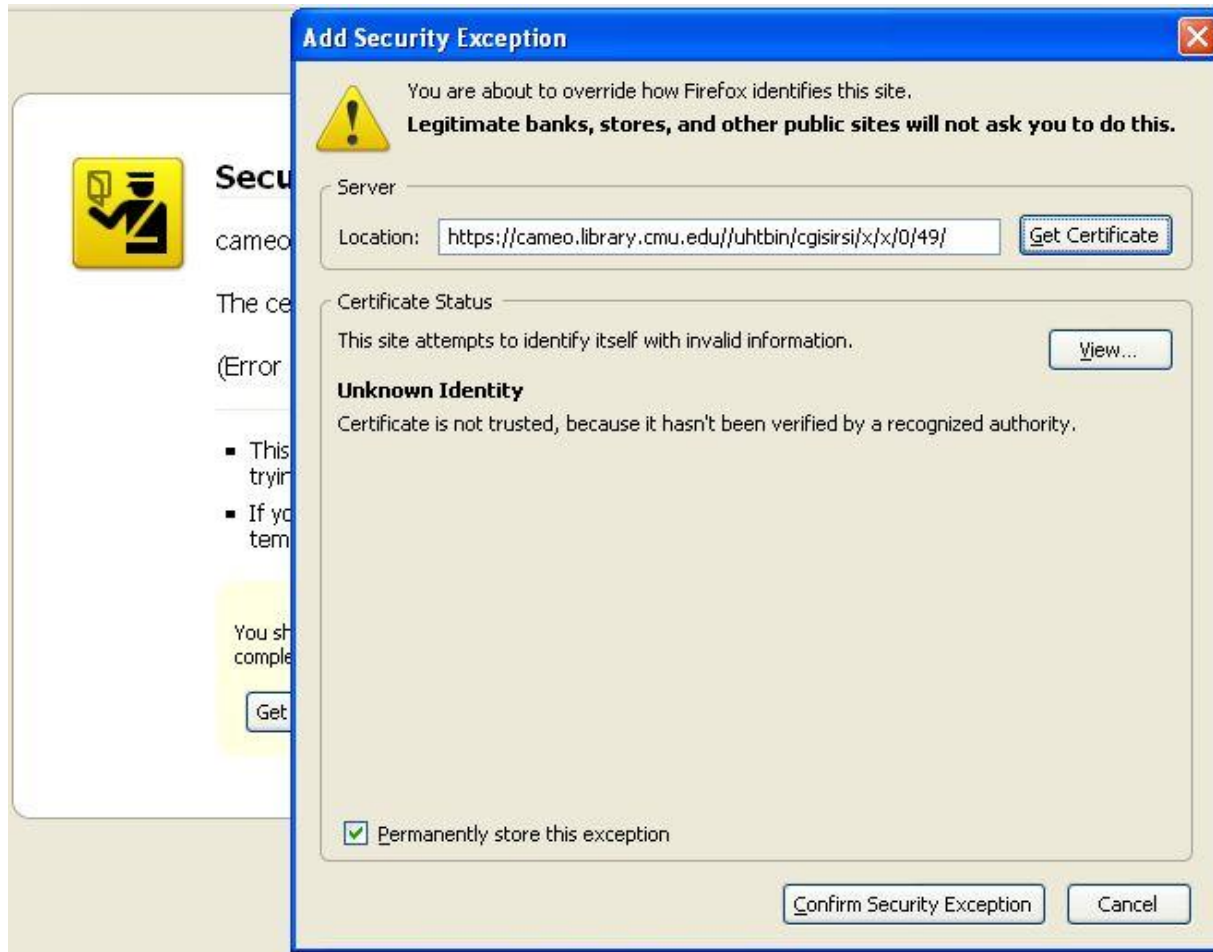 Add Security Exception
You are about to override how Firefox identifies this site.
Legitimate banks, stores, and other public sites will not ask you to do this.
Server
Location: https://cameo.library.cmu.edu//uhtbin/cgisirsi/x/x/0/49/ Get Certificate
Certificate Status
This site attempts to identify itself with invalid information.
View...
Unknown Identity
Certificate is not trusted, because it hasn't been verified by a recognized authority.
Permanently store this exception
Confirm Security Exception Cancel
Secu
cameo
The ce
(Error
This
tryin
If yo
tem
You sh
comple
Get